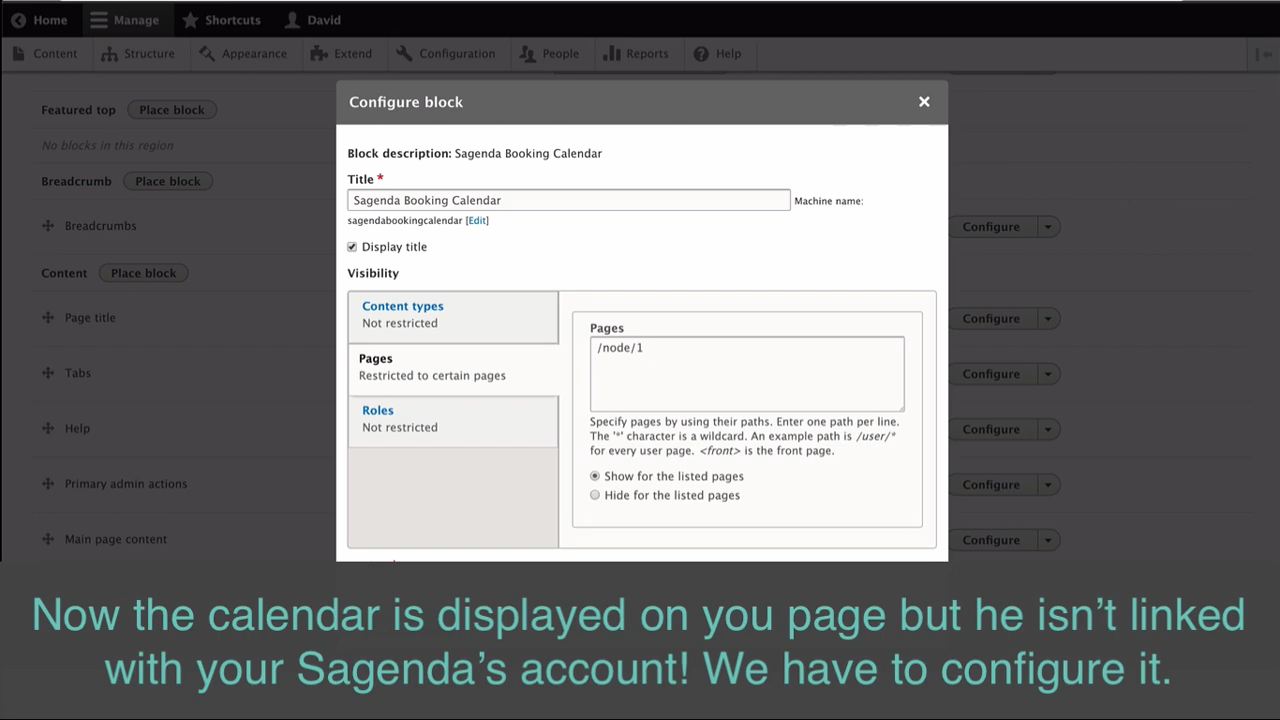 Home Manage Shortcuts David
Content Structure Appearance Extend Configuration People Reports Help
Configure block
Featured top Place block
No blocks in this region
Breadcrumb Place block
Breadcrumbs Configure
Content Place block
Page title Configure
Tabs Configure
Help Configure
Primary admin actions Configure
Main page content Configure
Block description: Sagenda Booking Calendar
Title *
Sagenda Booking Calendar Machine name:
sagendabookingcalendar [Edit]
Display title
Visibility
Content types
Not restricted
Pages
Restricted to certain pages
Roles
Not restricted
Pages
/node/1
Specify pages by using their paths. Enter one path per line.
The '*' character is a wildcard. An example path is /user/*
for every user page. <front> is the front page.
Show for the listed pages
Hide for the listed pages
Now the calendar is displayed on you page but he isn’t linked
with your Sagenda’s account! We have to configure it.